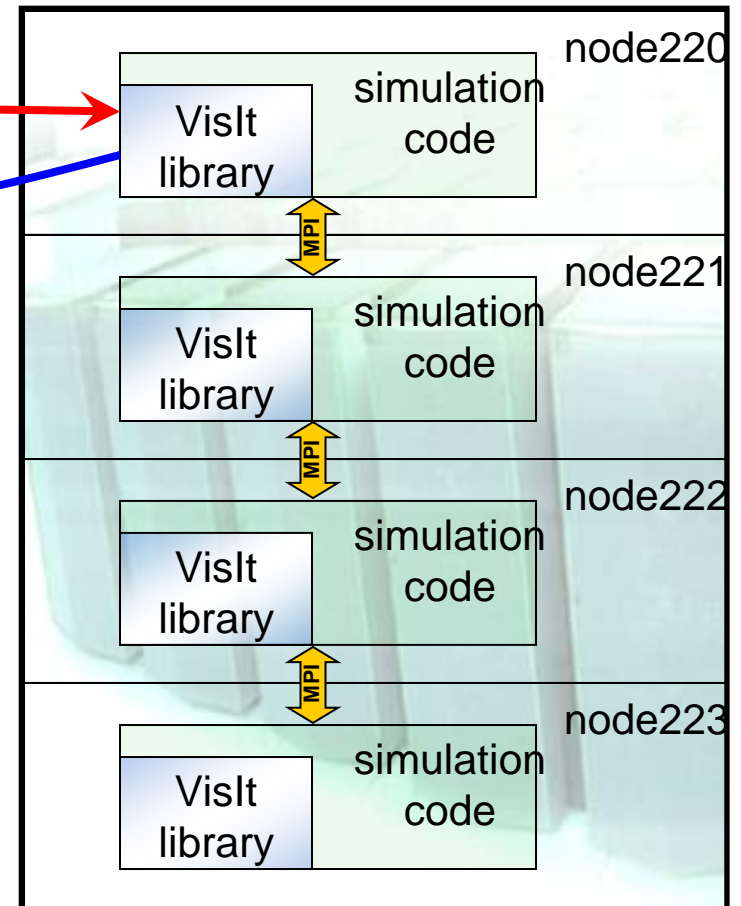 node220
simulation
code
VisIt
library
MPI
node221
simulation
code
VisIt
library
MPI
node222
simulation
code
VisIt
library
MPI
node223
simulation
code
VisIt
library